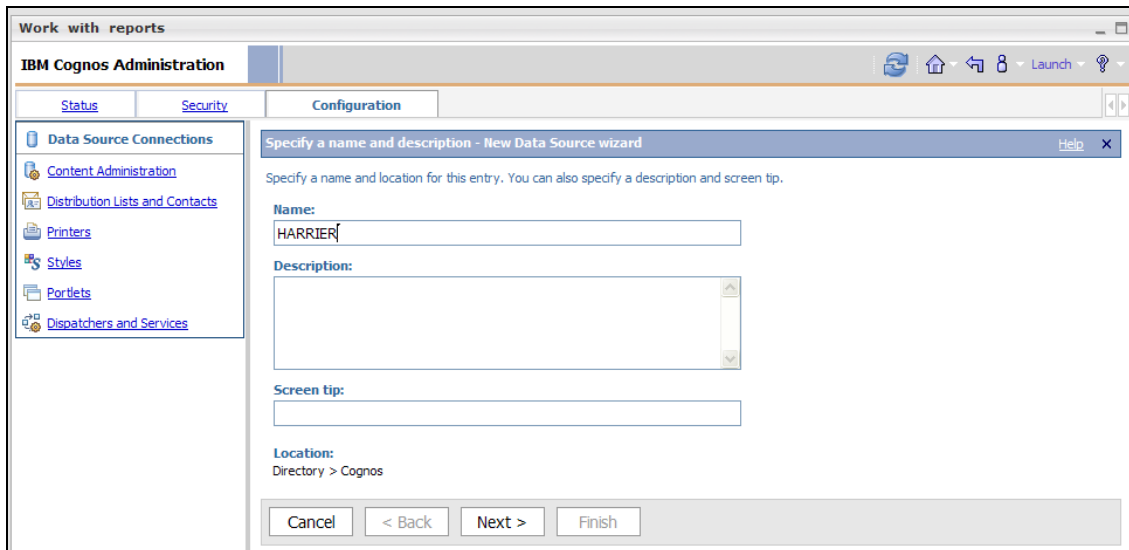 Work with reports
IBM Cognos Administration
Launch
Status
Security
Configuration
Data Source Connections
Content Administration
Distribution Lists and Contacts
Printers
Styles
Portlets
Dispatchers and Services
Specify a name and description - New Data Source wizard
Help
Specify a name and location for this entry. You can also specify a description and screen tip.
Name:
HARRIER
Description:
Screen tip:
Location:
Directory > Cognos
Cancel
< Back
Next >
Finish